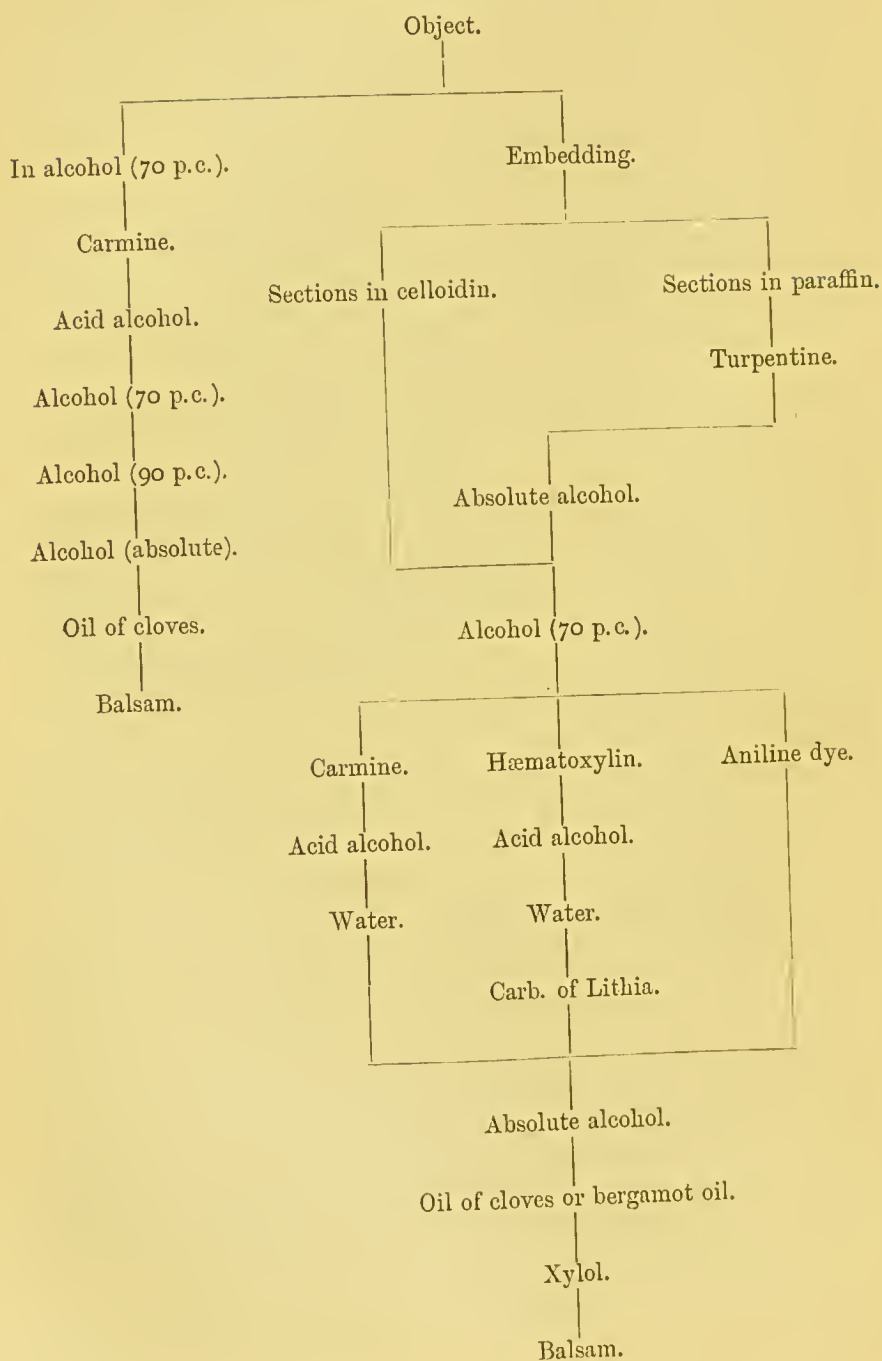 Object.
In alcohol (70 p.c.).
Carmine.
Acid alcohol.
Alcohol (70 p.c.).
Alcohol (90 p.c.).
Alcohol (absolute).
Oil of cloves.
Balsam.
Embedding.
Sections in celloidin.
Sections in paraffin.
Turpentine.
Absolute alcohol.
Alcohol (70 p.c.).
Carmine.
Acid alcohol.
Water.
Hæmatoxylin.
Acid alcohol.
Water.
Carb. of Lithia.
Aniline dye.
Absolute alcohol.
Oil of cloves or bergamot oil.
Xylol.
Balsam.